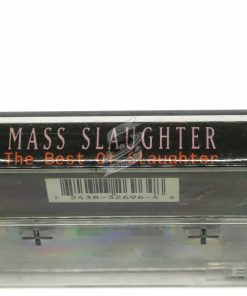 MASS SLAUGHTER
The Best Of Slaughter
7 2438-32696-4 8